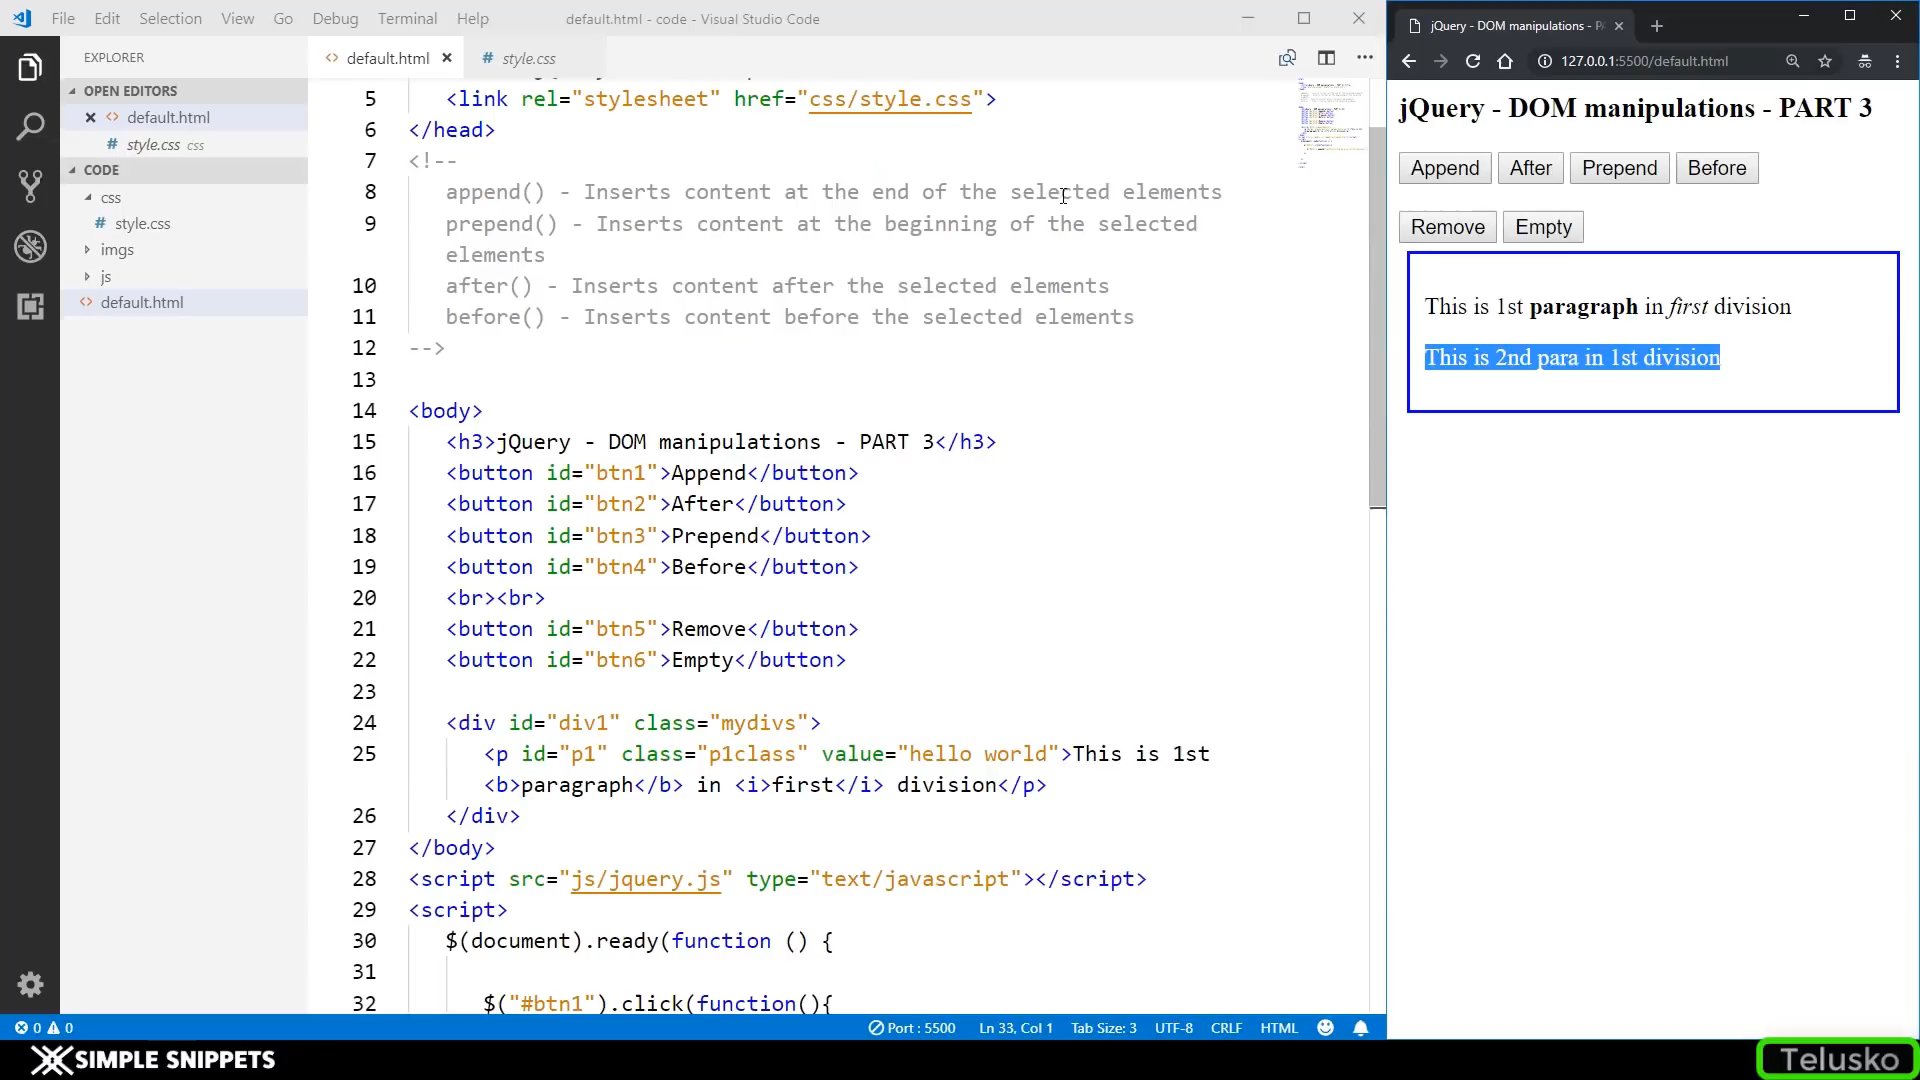 File Edit Selection View Go Debug Terminal Help
default.html - code - Visual Studio Code
EXPLORER
OPEN EDITORS
default.html
style.css css
CODE
css
style.css
imgs
js
default.html
default.html
style.css
5 <link rel="stylesheet" href="css/style.css">
6 </head>
7 <!--
8 append() - Inserts content at the end of the selected elements
9 prepend() - Inserts content at the beginning of the selected
elements
10 after() - Inserts content after the selected elements
11 before() - Inserts content before the selected elements
12 -->
13
14 <body>
15 <h3>jQuery - DOM manipulations - PART 3</h3>
16 <button id="btn1">Append</button>
17 <button id="btn2">After</button>
18 <button id="btn3">Prepend</button>
19 <button id="btn4">Before</button>
20 <br><br>
21 <button id="btn5">Remove</button>
22 <button id="btn6">Empty</button>
23
24 <div id="div1" class="mydivs">
25 <p id="p1" class="p1class" value="hello world">This is 1st
<b>paragraph</b> in <i>first</i> division</p>
26 </div>
27 </body>
28 <script src="js/jquery.js" type="text/javascript"></script>
29 <script>
30 $(document).ready(function () {
31
32 $("#btn1").click(function(){
0 0
Port : 5500 Ln 33, Col 1 Tab Size: 3 UTF-8 CRLF HTML
jQuery - DOM manipulations - P
127.0.0.1:5500/default.html
jQuery - DOM manipulations - PART 3
Append After Prepend Before
Remove Empty
This is 1st paragraph in first division
This is 2nd para in 1st division
SIMPLE SNIPPETS
Telusko